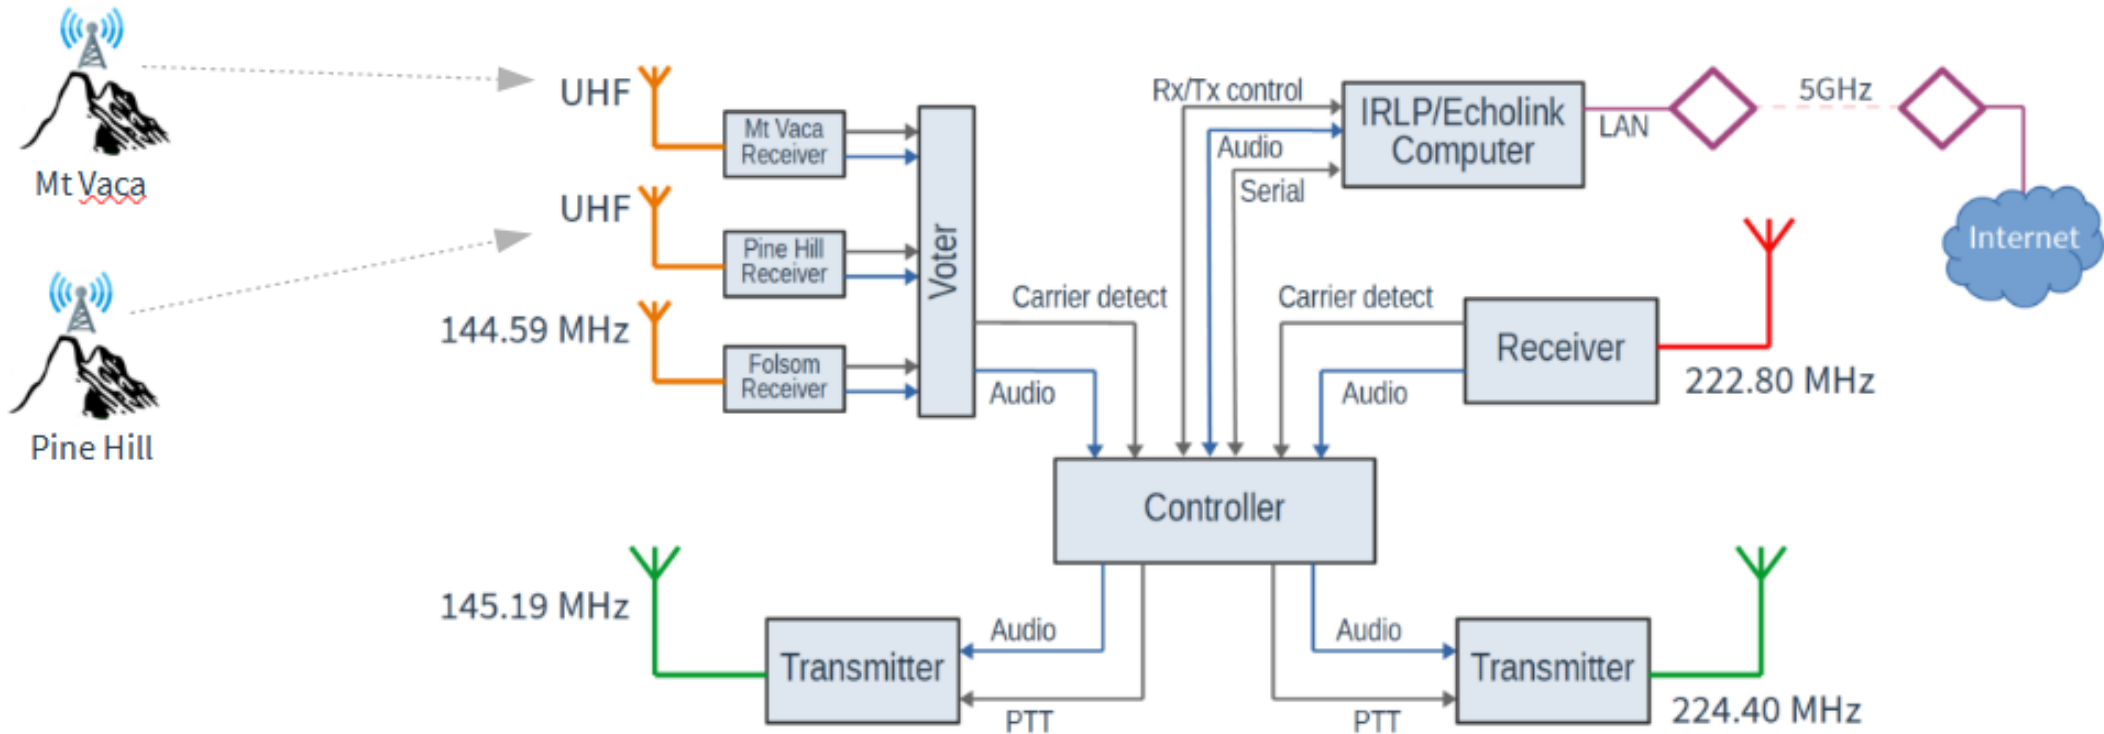 Mt Vaca
Pine Hill
UHF
Mt Vaca
Receiver
UHF
Pine Hill
Receiver
144.59 MHz
Folsom
Receiver
Voter
Carrier detect
Audio
Rx/Tx control
Audio
Serial
IRLP/Echolink
Computer
LAN
5GHz
Internet
Carrier detect
Audio
Receiver
222.80 MHz
Controller
145.19 MHz
Transmitter
Audio
PTT
Audio
PTT
Transmitter
224.40 MHz